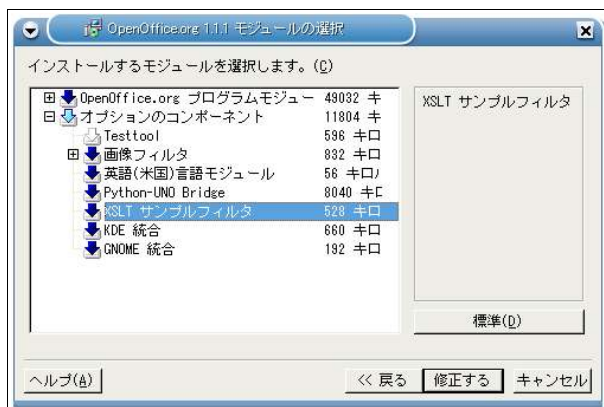 OpenOffice.org 1.1.1 モジュールの選択
インストールするモジュールを選択します。(C)
OpenOffice.org プログラムモジュー 49032 キ
オプションのコンポーネント 11804 キ
Testtool 596 キロ
画像フィルタ 832 キロ
英語(米国)言語モジュール 56 キロ
Python-UNO Bridge 8040 キ
XSLT サンプルフィルタ 528 キロ
KDE 統合 660 キロ
GNOME 統合 192 キロ
XSLT サンプルフィルタ
標準(D)
ヘルプ(A)
<< 戻る
修正する
キャンセル